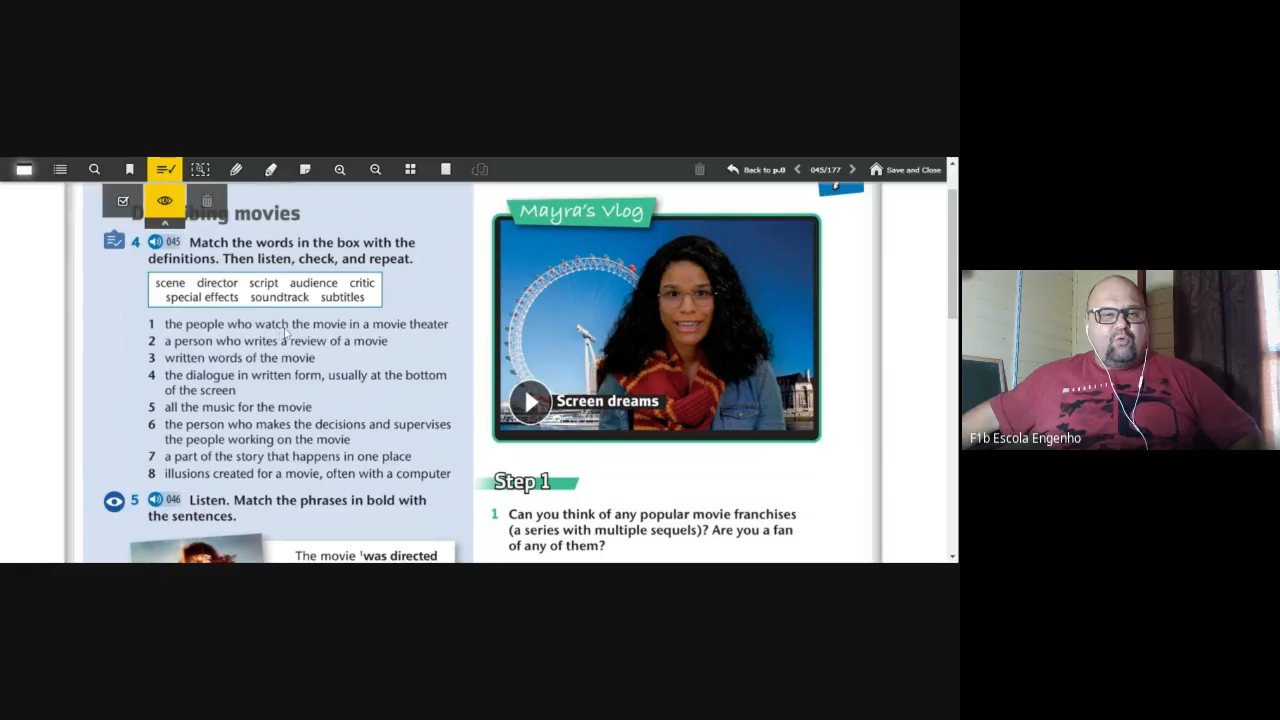 Back to p.0
045/177
Save and Close
bing movies
4 045 Match the words in the box with the
definitions. Then listen, check, and repeat.
scene director script audience critic
special effects soundtrack subtitles
1 the people who watch the movie in a movie theater
2 a person who writes a review of a movie
3 written words of the movie
4 the dialogue in written form, usually at the bottom
of the screen
5 all the music for the movie
6 the person who makes the decisions and supervises
the people working on the movie
7 a part of the story that happens in one place
8 illusions created for a movie, often with a computer
5 046 Listen. Match the phrases in bold with
the sentences.
The movie ¹was directed
Mayra's Vlog
Screen dreams
Step 1
1 Can you think of any popular movie franchises
(a series with multiple sequels)? Are you a fan
of any of them?
F1b Escola Engenho